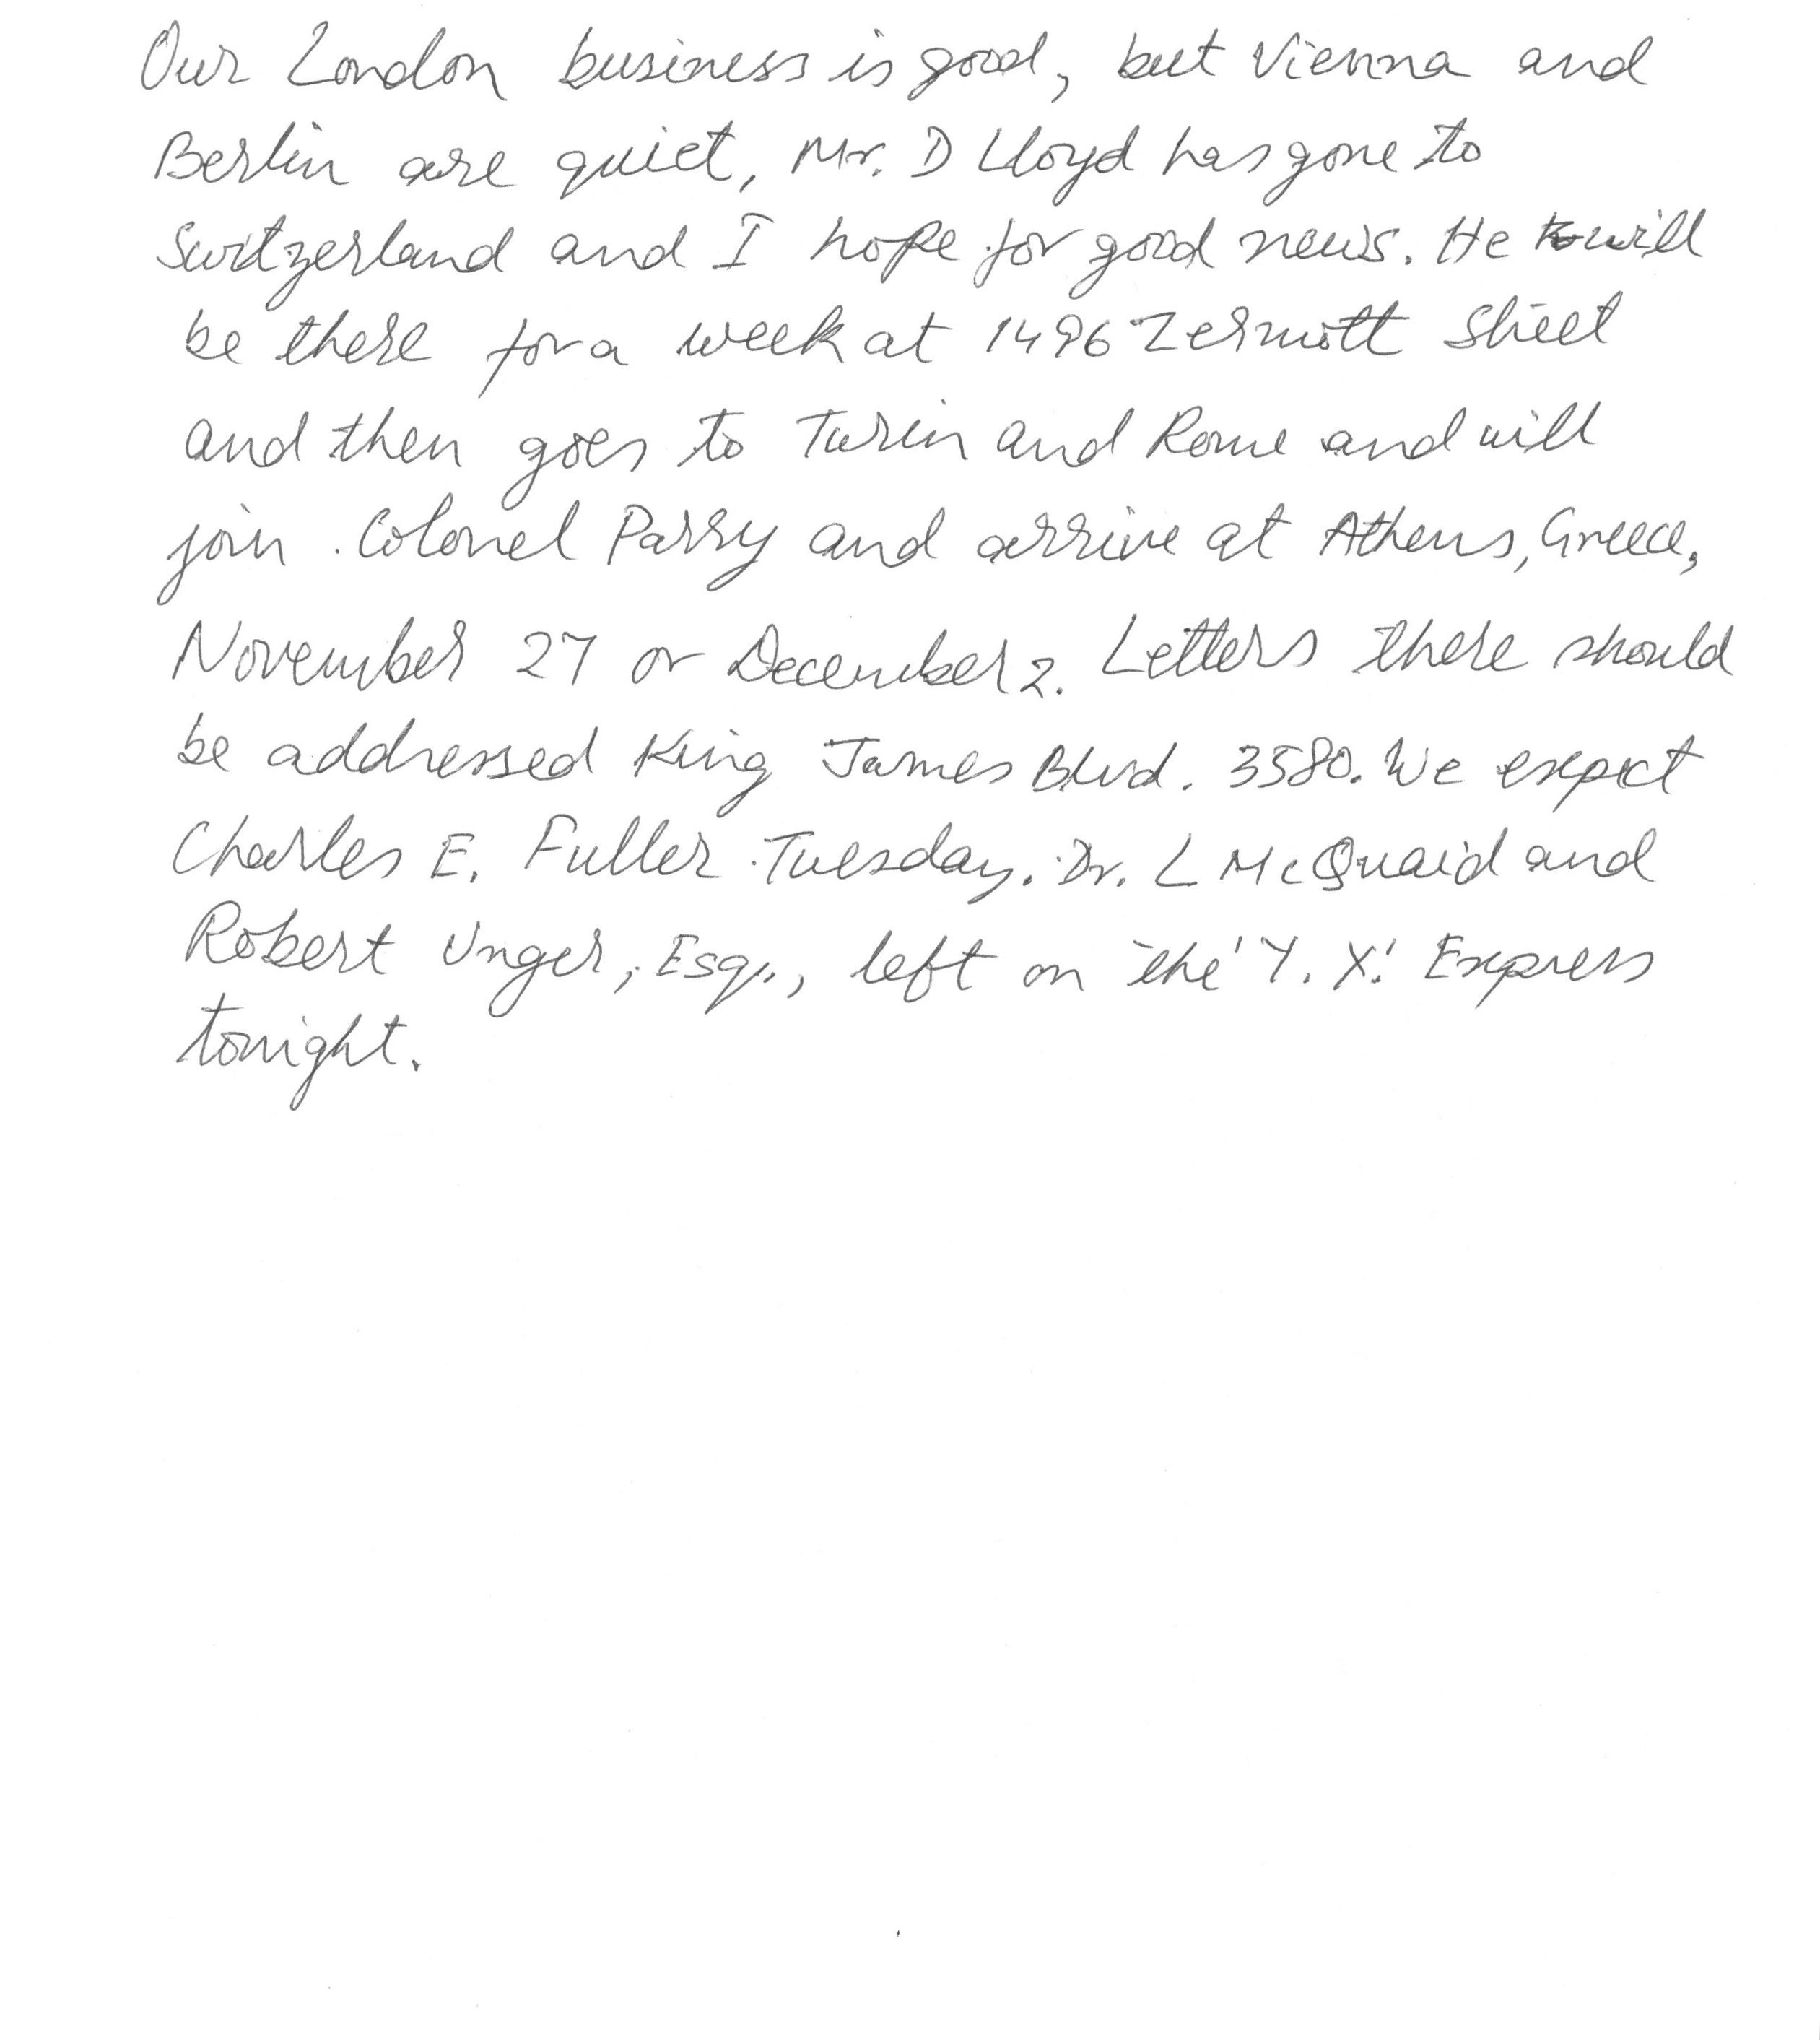 Our London business is good, but Vienna and
Berlin are quiet, Mr. D Lloyd has gone to
Switzerland and I hope for good news. He will
be there for a week at 1496 Zermott Street
and then goes to Turin and Rome and will
join Colonel Parry and arrive at Athens, Greece,
November 27 or December 2. Letters there should
be addressed King James Blvd. 3580. We expect
Charles E. Fuller Tuesday. Dr. L McQuaid and
Robert Unger, Esq., left on the 'Y. X.' Express
tonight.